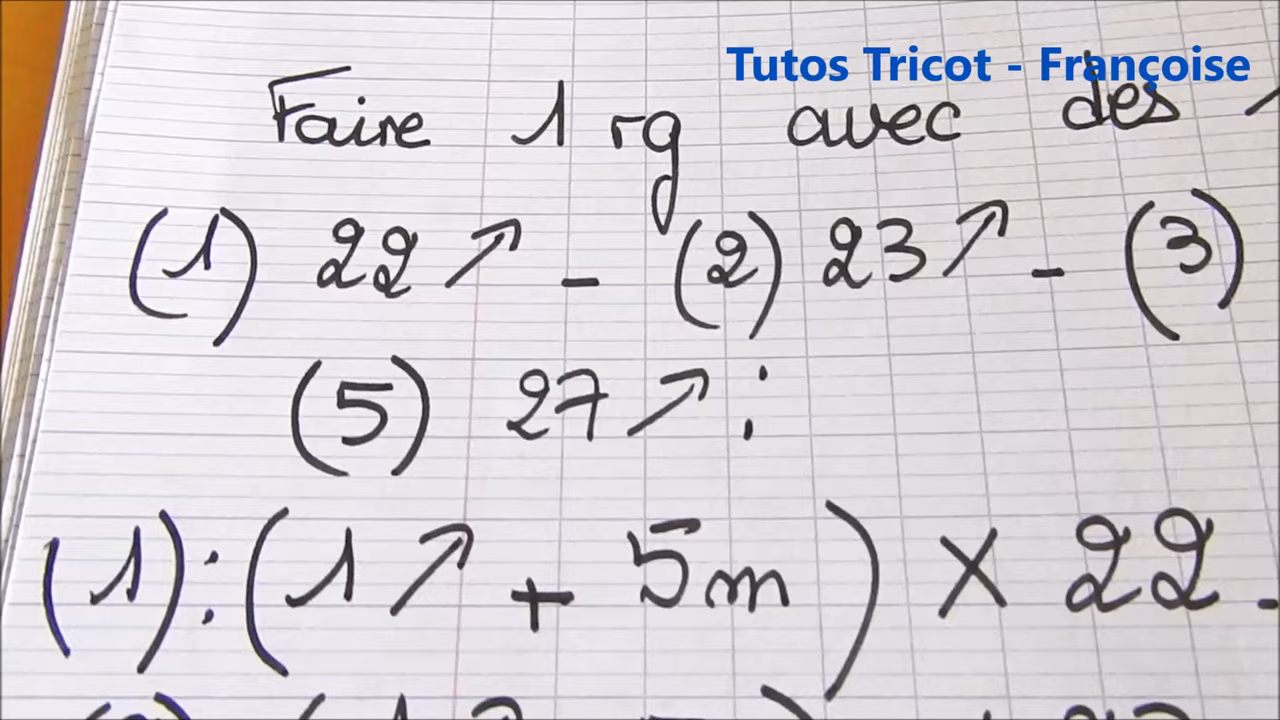 Tutos Tricot - Françoise
Faire 1 rg avec des
(1) 22 ↗ - (2) 23 ↗ - (3)
(5) 27 ↗ :
(1) : (1 ↗ + 5m) X 22 -